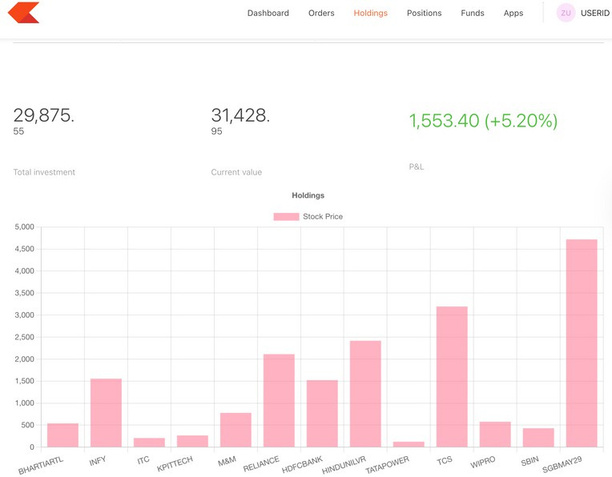 Dashboard Orders Holdings Positions Funds Apps ZU USERID
29,875. 31,428. 1,553.40 (+5.20%)
55 95
Total investment Current value P&L
Holdings
Stock Price
5,000
4,500
4,000
3,500
3,000
2,500
2,000
1,500
1,000
500
0
BHARTIARTL INFY ITC KPITTECH M&M RELIANCE HDFCBANK HINDUNILVR TATAPOWER TCS WIPRO SBIN SGBMAY29